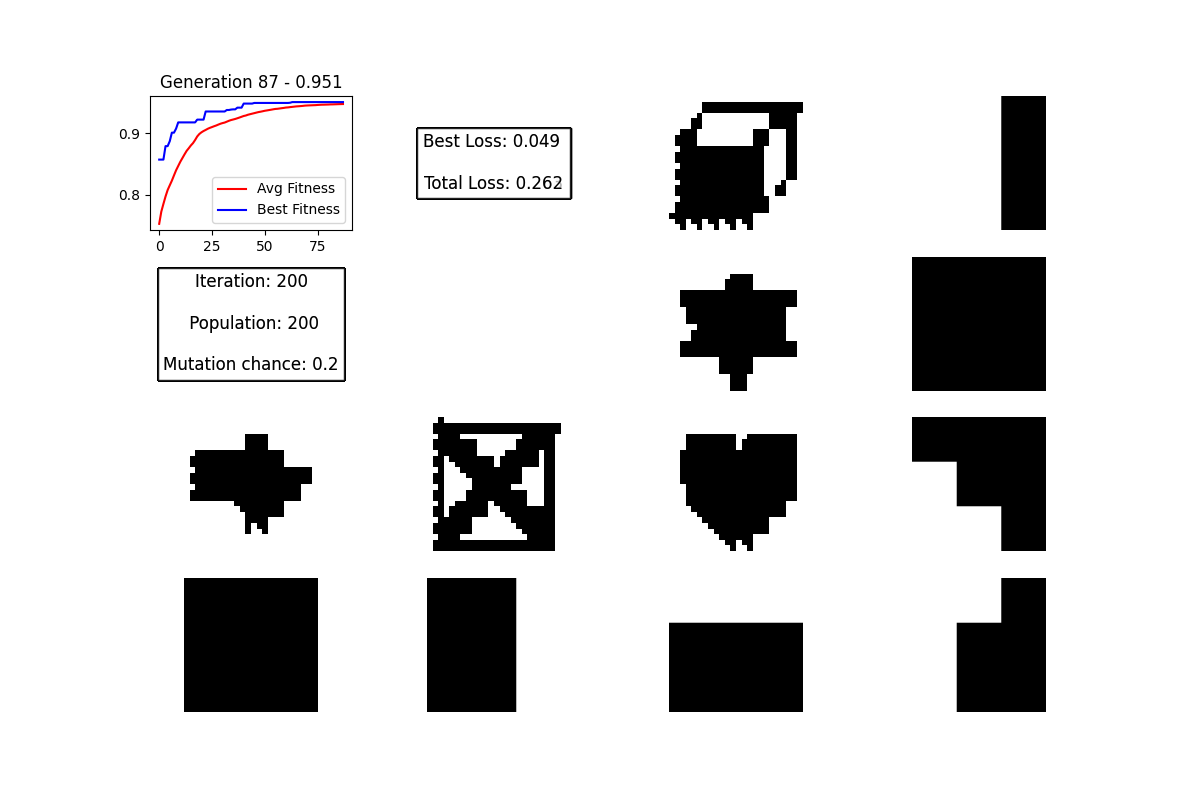 Generation 87 - 0.951
0.9
0.8
Avg Fitness
Best Fitness
0 25 50 75
Best Loss: 0.049
Total Loss: 0.262
Iteration: 200
Population: 200
Mutation chance: 0.2